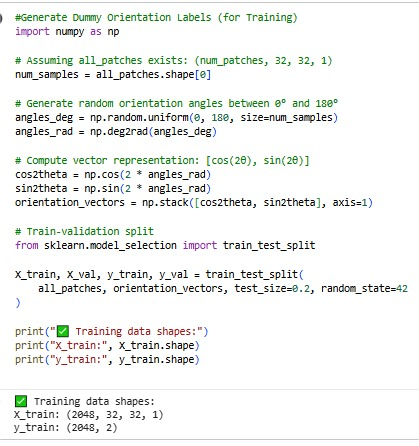 #Generate Dummy Orientation Labels (for Training)
import numpy as np
# Assuming all_patches exists: (num_patches, 32, 32, 1)
num_samples = all_patches.shape[0]
# Generate random orientation angles between 0° and 180°
angles_deg = np.random.uniform(0, 180, size=num_samples)
angles_rad = np.deg2rad(angles_deg)
# Compute vector representation: [cos(2θ), sin(2θ)]
cos2theta = np.cos(2 * angles_rad)
sin2theta = np.sin(2 * angles_rad)
orientation_vectors = np.stack([cos2theta, sin2theta], axis=1)
# Train-validation split
from sklearn.model_selection import train_test_split
X_train, X_val, y_train, y_val = train_test_split(
    all_patches, orientation_vectors, test_size=0.2, random_state=42
)
print("✅ Training data shapes:")
print("X_train:", X_train.shape)
print("y_train:", y_train.shape)
✅ Training data shapes:
X_train: (2048, 32, 32, 1)
y_train: (2048, 2)